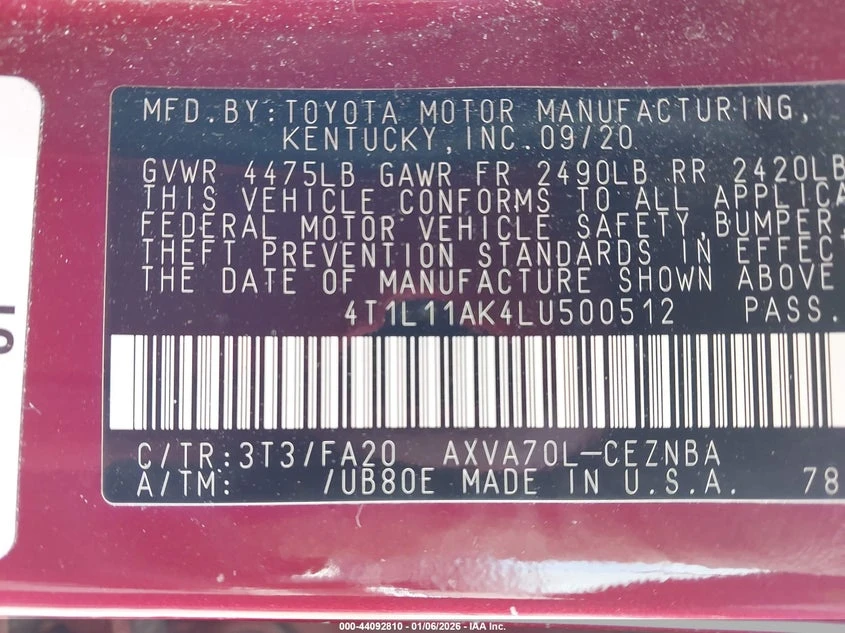 MFD.BY:TOYOTA MOTOR MANUFACTURING,
KENTUCKY,INC.09/20
GVWR 4475LB GAWR FR 2490LB RR 2420LB
THIS VEHICLE CONFORMS TO ALL APPLICA
FEDERAL MOTOR VEHICLE SAFETY,BUMPER,
THEFT PREVENTION STANDARDS IN EFFECT
THE DATE OF MANUFACTURE SHOWN ABOVE
4T1L11AK4LU500512 PASS.
C/TR:3T3/FA20 AXVA70L-CEZNBA
A/TM: /UB80E MADE IN U.S.A. 78
000-44092810 - 01/06/2026 - IAA Inc.